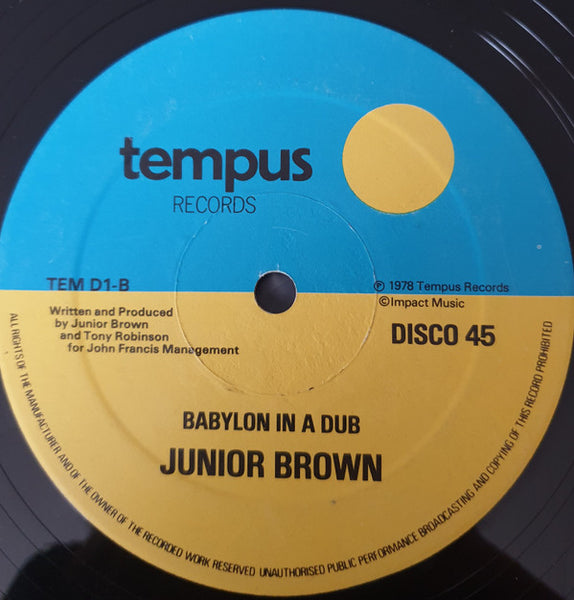 tempus
RECORDS
TEM D1-B
℗ 1978 Tempus Records
©Impact Music
Written and Produced
by Junior Brown
and Tony Robinson
for John Francis Management
DISCO 45
BABYLON IN A DUB
JUNIOR BROWN
ALL RIGHTS OF THE MANUFACTURER AND OF THE OWNER OF THE RECORDED WORK RESERVED UNAUTHORISED PUBLIC PERFORMANCE BROADCASTING AND COPYING OF THIS RECORD PROHIBITED